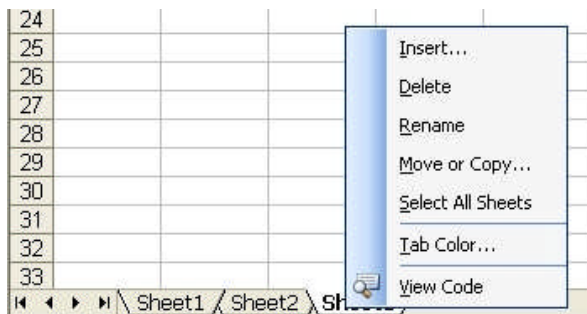 24
25
26
27
28
29
30
31
32
33
Insert...
Delete
Rename
Move or Copy...
Select All Sheets
Tab Color...
View Code
Sheet1 Sheet2